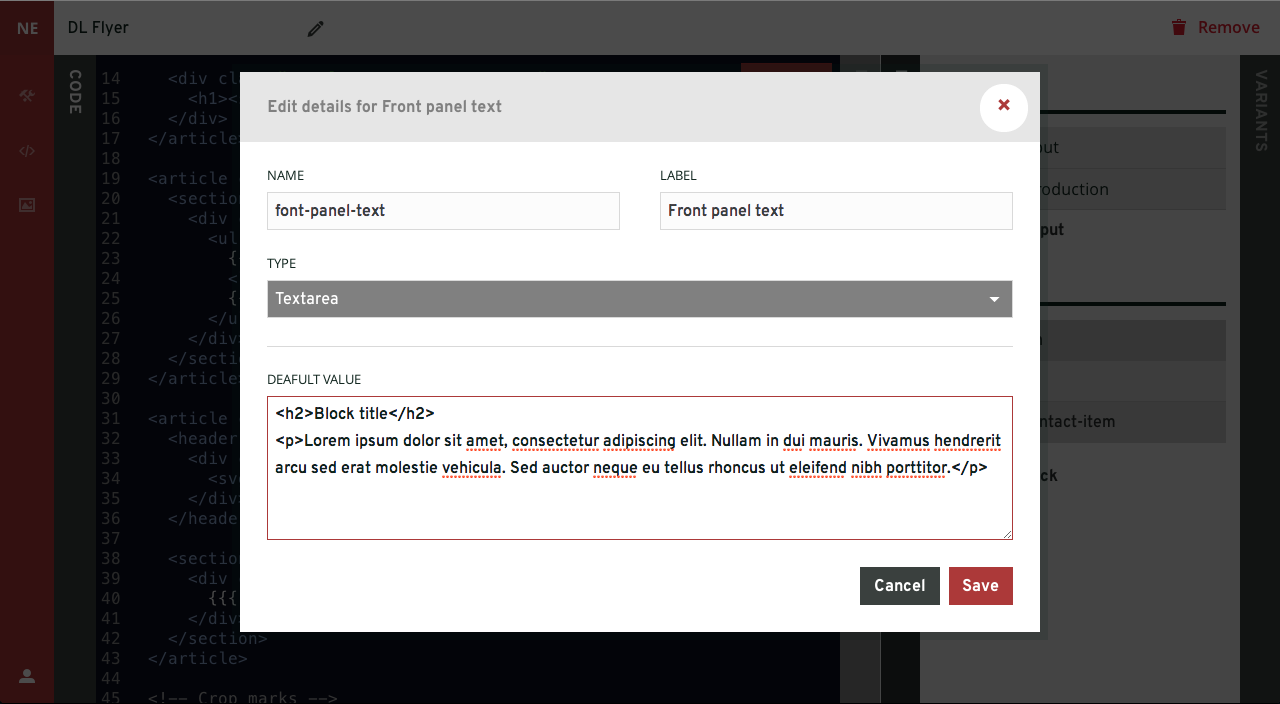 NE
DL Flyer
Remove
CODE
14 <div cl
15 <h1><
16 </div>
17 </article>
18
19 <article
20 <section
21 <div
22 <ul
23 {
24 <
25 {
26 </u
27 </div
28 </sectio
29 </article>
30
31 <article
32 <header
33 <div
34 <sv
35 </div>
36 </heade
37
38 <section
39 <div
40 {{{
41 </div
42 </section>
43 </article>
44
45 <!-- Crop marks -->
Edit details for Front panel text
NAME
LABEL
font-panel-text
Front panel text
TYPE
Textarea
DEAFULT VALUE
<h2>Block title</h2>
<p>Lorem ipsum dolor sit amet, consectetur adipiscing elit. Nullam in dui mauris. Vivamus hendrerit
arcu sed erat molestie vehicula. Sed auctor neque eu tellus rhoncus ut eleifend nibh porttitor.</p>
Cancel
Save
VARIANTS
out
roduction
put
ntact-item
ck